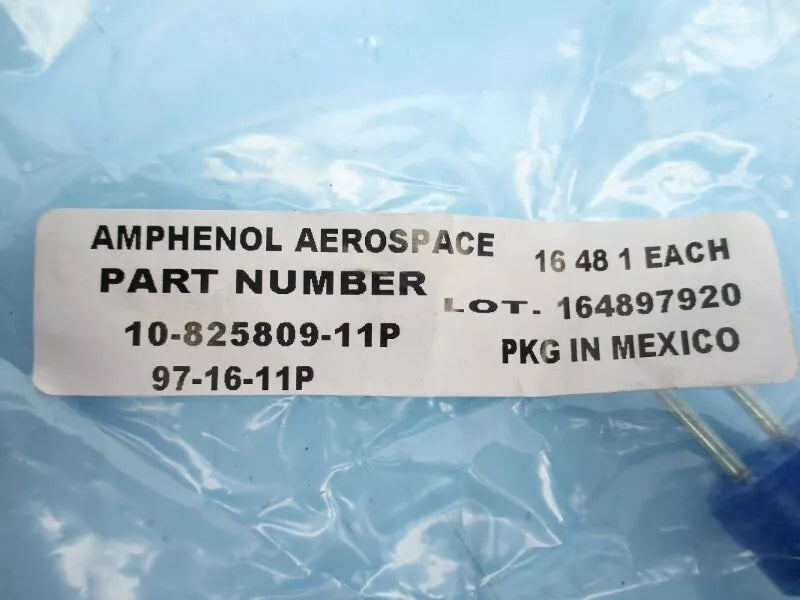 AMPHENOL AEROSPACE
PART NUMBER
10-825809-11P
97-16-11P
16 48 1 EACH
LOT. 164897920
PKG IN MEXICO